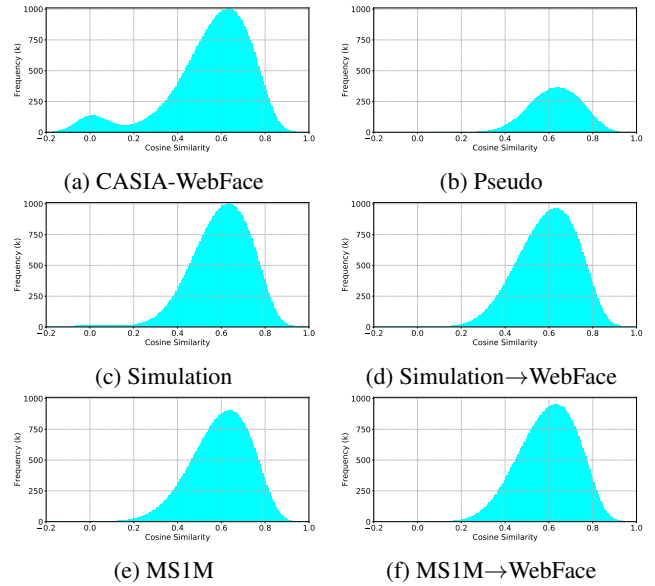 1000
750
500
250
0
Frequency (k)
−0.2 0.0 0.2 0.4 0.6 0.8 1.0
Cosine Similarity
(a) CASIA-WebFace
1000
750
500
250
0
Frequency (k)
−0.2 0.0 0.2 0.4 0.6 0.8 1.0
Cosine Similarity
(b) Pseudo
1000
750
500
250
0
Frequency (k)
−0.2 0.0 0.2 0.4 0.6 0.8 1.0
Cosine Similarity
(c) Simulation
1000
750
500
250
0
Frequency (k)
−0.2 0.0 0.2 0.4 0.6 0.8 1.0
Cosine Similarity
(d) Simulation→WebFace
1000
750
500
250
0
Frequency (k)
−0.2 0.0 0.2 0.4 0.6 0.8 1.0
Cosine Similarity
(e) MS1M
1000
750
500
250
0
Frequency (k)
−0.2 0.0 0.2 0.4 0.6 0.8 1.0
Cosine Similarity
(f) MS1M→WebFace